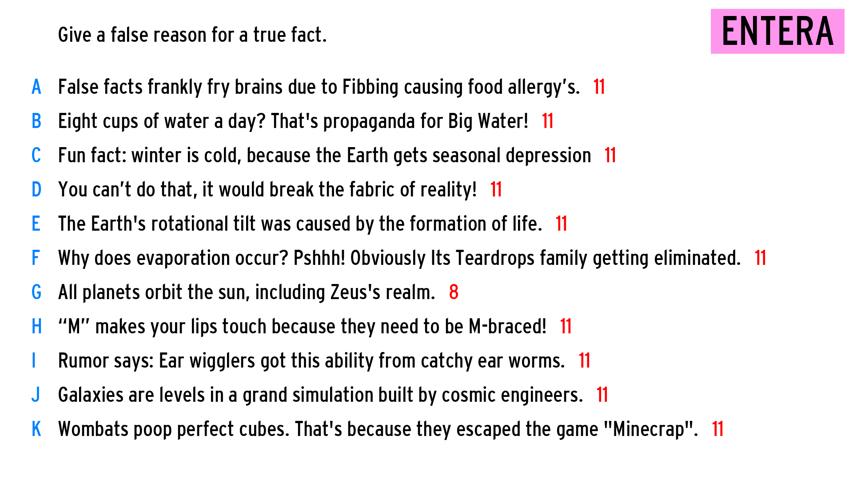 Give a false reason for a true fact.
ENTERA
A False facts frankly fry brains due to Fibbing causing food allergy's. 11
B Eight cups of water a day? That's propaganda for Big Water! 11
C Fun fact: winter is cold, because the Earth gets seasonal depression 11
D You can't do that, it would break the fabric of reality! 11
E The Earth's rotational tilt was caused by the formation of life. 11
F Why does evaporation occur? Pshhh! Obviously Its Teardrops family getting eliminated. 11
G All planets orbit the sun, including Zeus's realm. 8
H “M” makes your lips touch because they need to be M-braced! 11
I Rumor says: Ear wigglers got this ability from catchy ear worms. 11
J Galaxies are levels in a grand simulation built by cosmic engineers. 11
K Wombats poop perfect cubes. That's because they escaped the game "Minecrap". 11